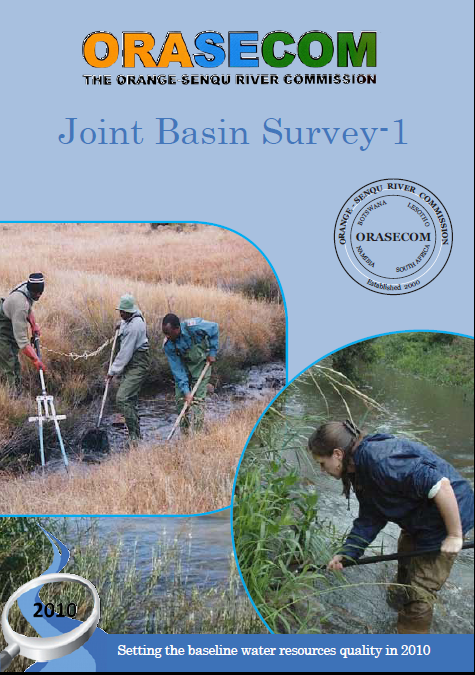 ORASECOM
THE ORANGE-SENQU RIVER COMMISSION
Joint Basin Survey-1
ORANGE - SENQU RIVER COMMISSION
BOTSWANA
LESOTHO
ORASECOM
NAMIBIA
SOUTH AFRICA
Established 2000
2010
Setting the baseline water resources quality in 2010